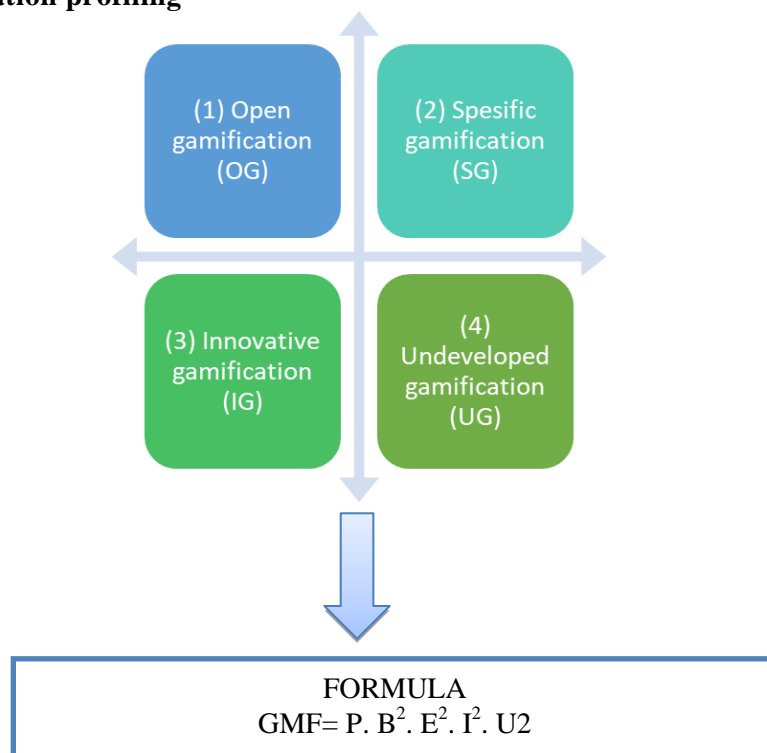 (1) Open
gamification
(OG)
(2) Spesific
gamification
(SG)
(3) Innovative
gamification
(IG)
(4)
Undeveloped
gamification
(UG)
FORMULA
GMF= P. B². E². I². U2